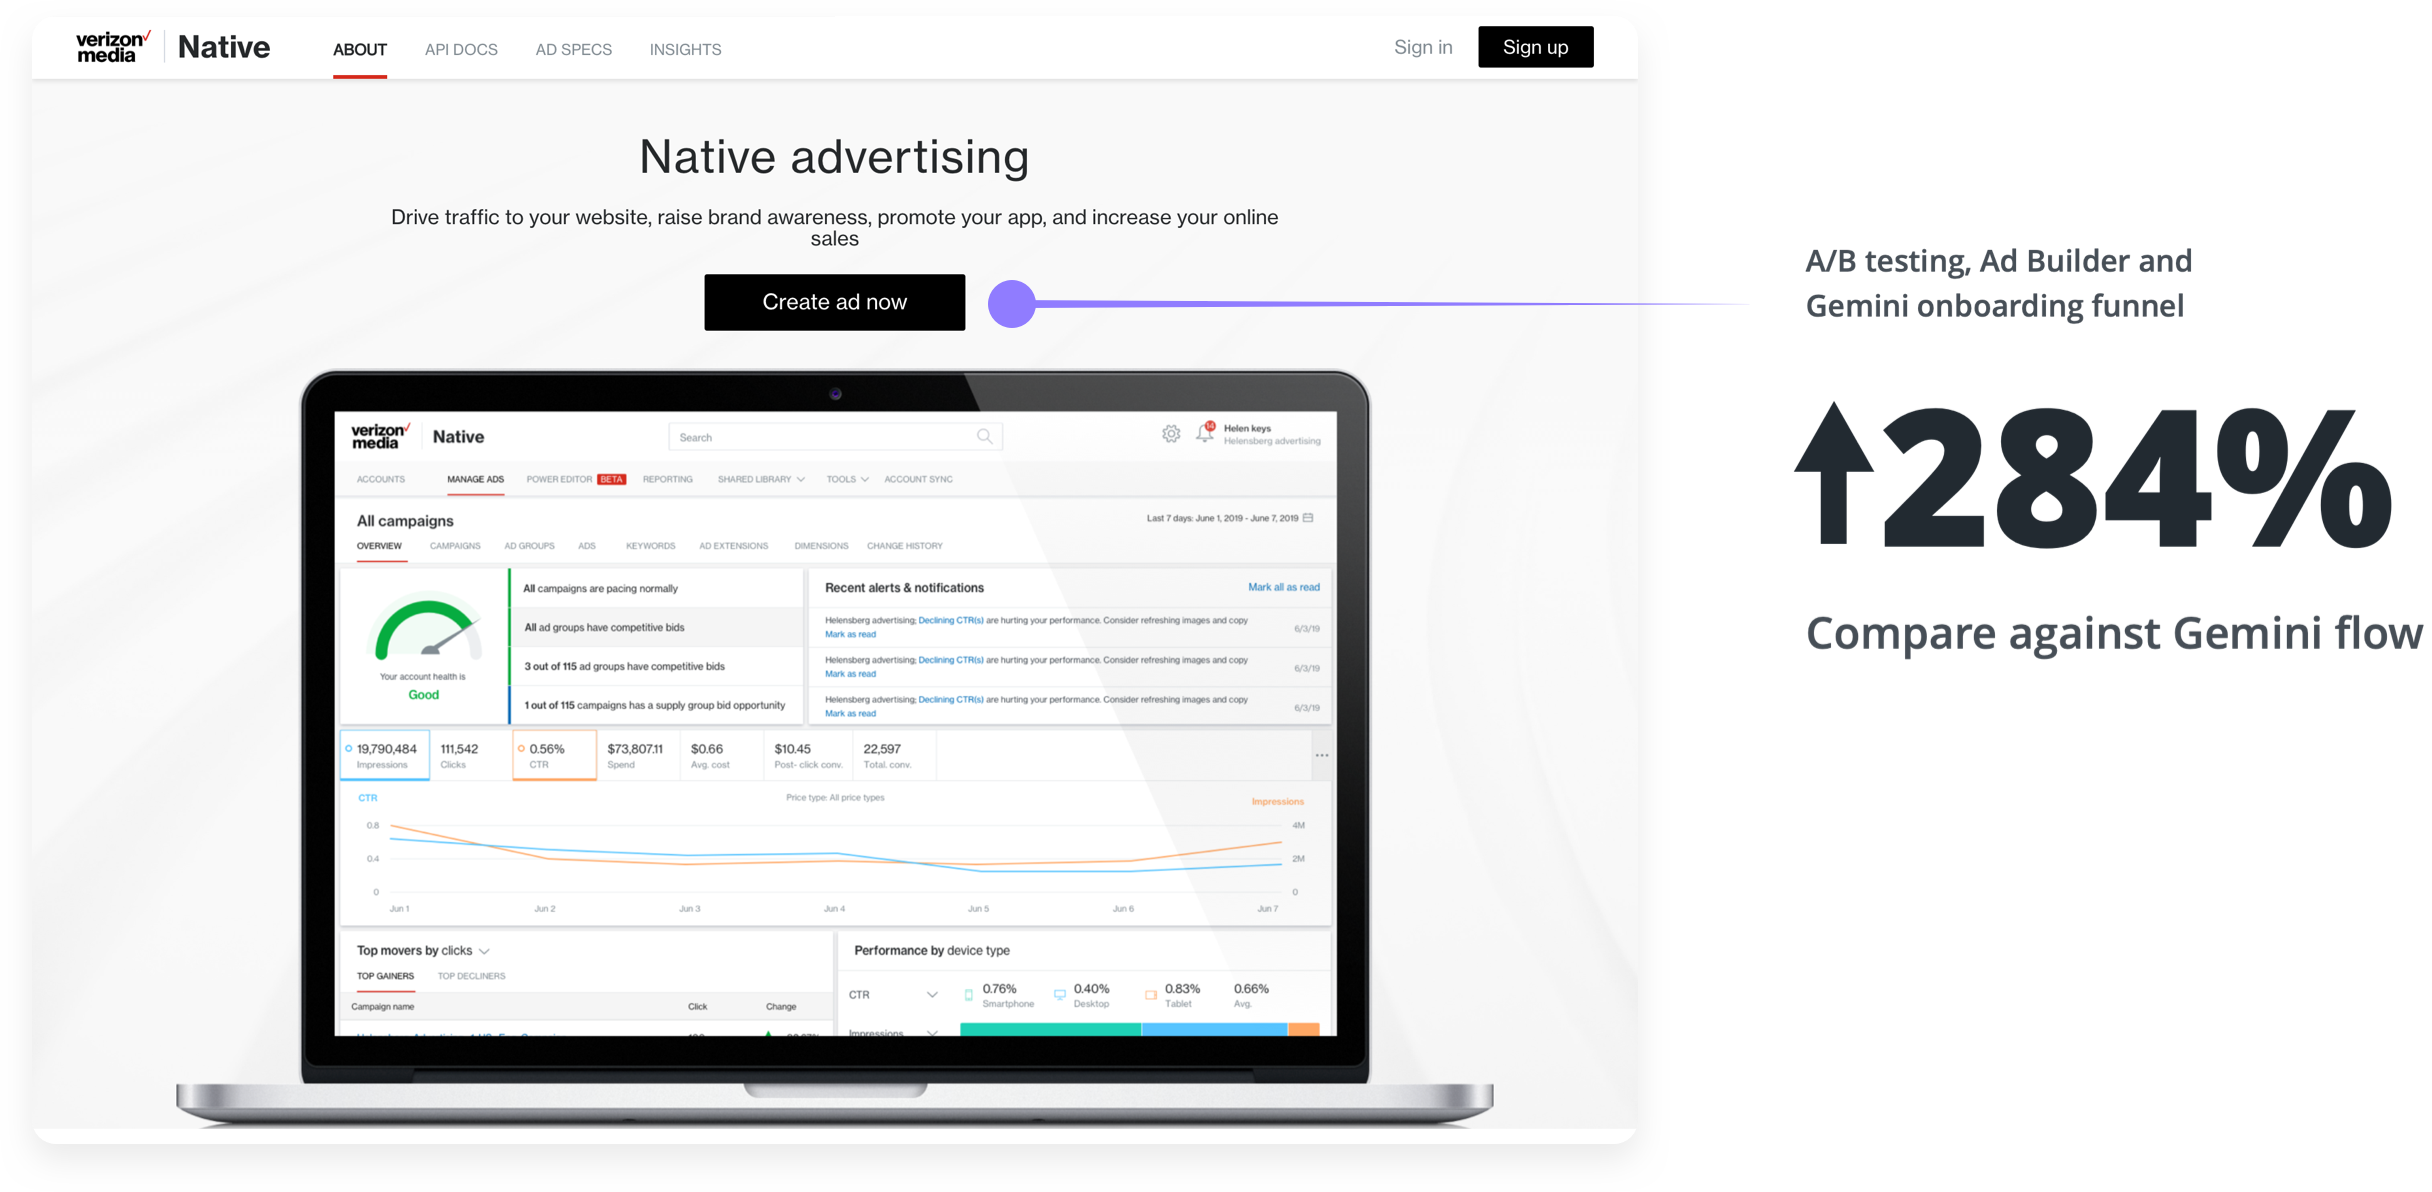 verizon media Native ABOUT API DOCS AD SPECS INSIGHTS Sign in Sign up
Native advertising
Drive traffic to your website, raise brand awareness, promote your app, and increase your online
sales
Create ad now
A/B testing, Ad Builder and
Gemini onboarding funnel
284%
Compare against Gemini flow
verizon media Native Search 14 Helen keys
Helensberg advertising
ACCOUNTS MANAGE ADS POWER EDITOR BETA REPORTING SHARED LIBRARY TOOLS ACCOUNT SYNC
All campaigns Last 7 days: June 1, 2019 - June 7, 2019
OVERVIEW CAMPAIGNS AD GROUPS ADS KEYWORDS AD EXTENSIONS DIMENSIONS CHANGE HISTORY
Your account health is
Good
All campaigns are pacing normally
All ad groups have competitive bids
3 out of 115 ad groups have competitive bids
1 out of 115 campaigns has a supply group bid opportunity
Recent alerts & notifications Mark all as read
Helensberg advertising; Declining CTR(s) are hurting your performance. Consider refreshing images and copy
Mark as read 6/3/19
Helensberg advertising; Declining CTR(s) are hurting your performance. Consider refreshing images and copy
Mark as read 6/3/19
Helensberg advertising; Declining CTR(s) are hurting your performance. Consider refreshing images and copy
Mark as read 6/3/19
19,790,484 111,542 0.56% $73,807.11 $0.66 $10.45 22,597
Impressions Clicks CTR Spend Avg. cost Post- click conv. Total. conv.
CTR Price type: All price types Impressions
0.8 4M
0.4 2M
0 0
Jun 1 Jun 2 Jun 3 Jun 4 Jun 5 Jun 6 Jun 7
Top movers by clicks
TOP GAINERS TOP DECLINERS
Campaign name Click Change
Performance by device type
CTR 0.76% 0.40% 0.83% 0.66%
Smartphone Desktop Tablet Avg.
Impressions